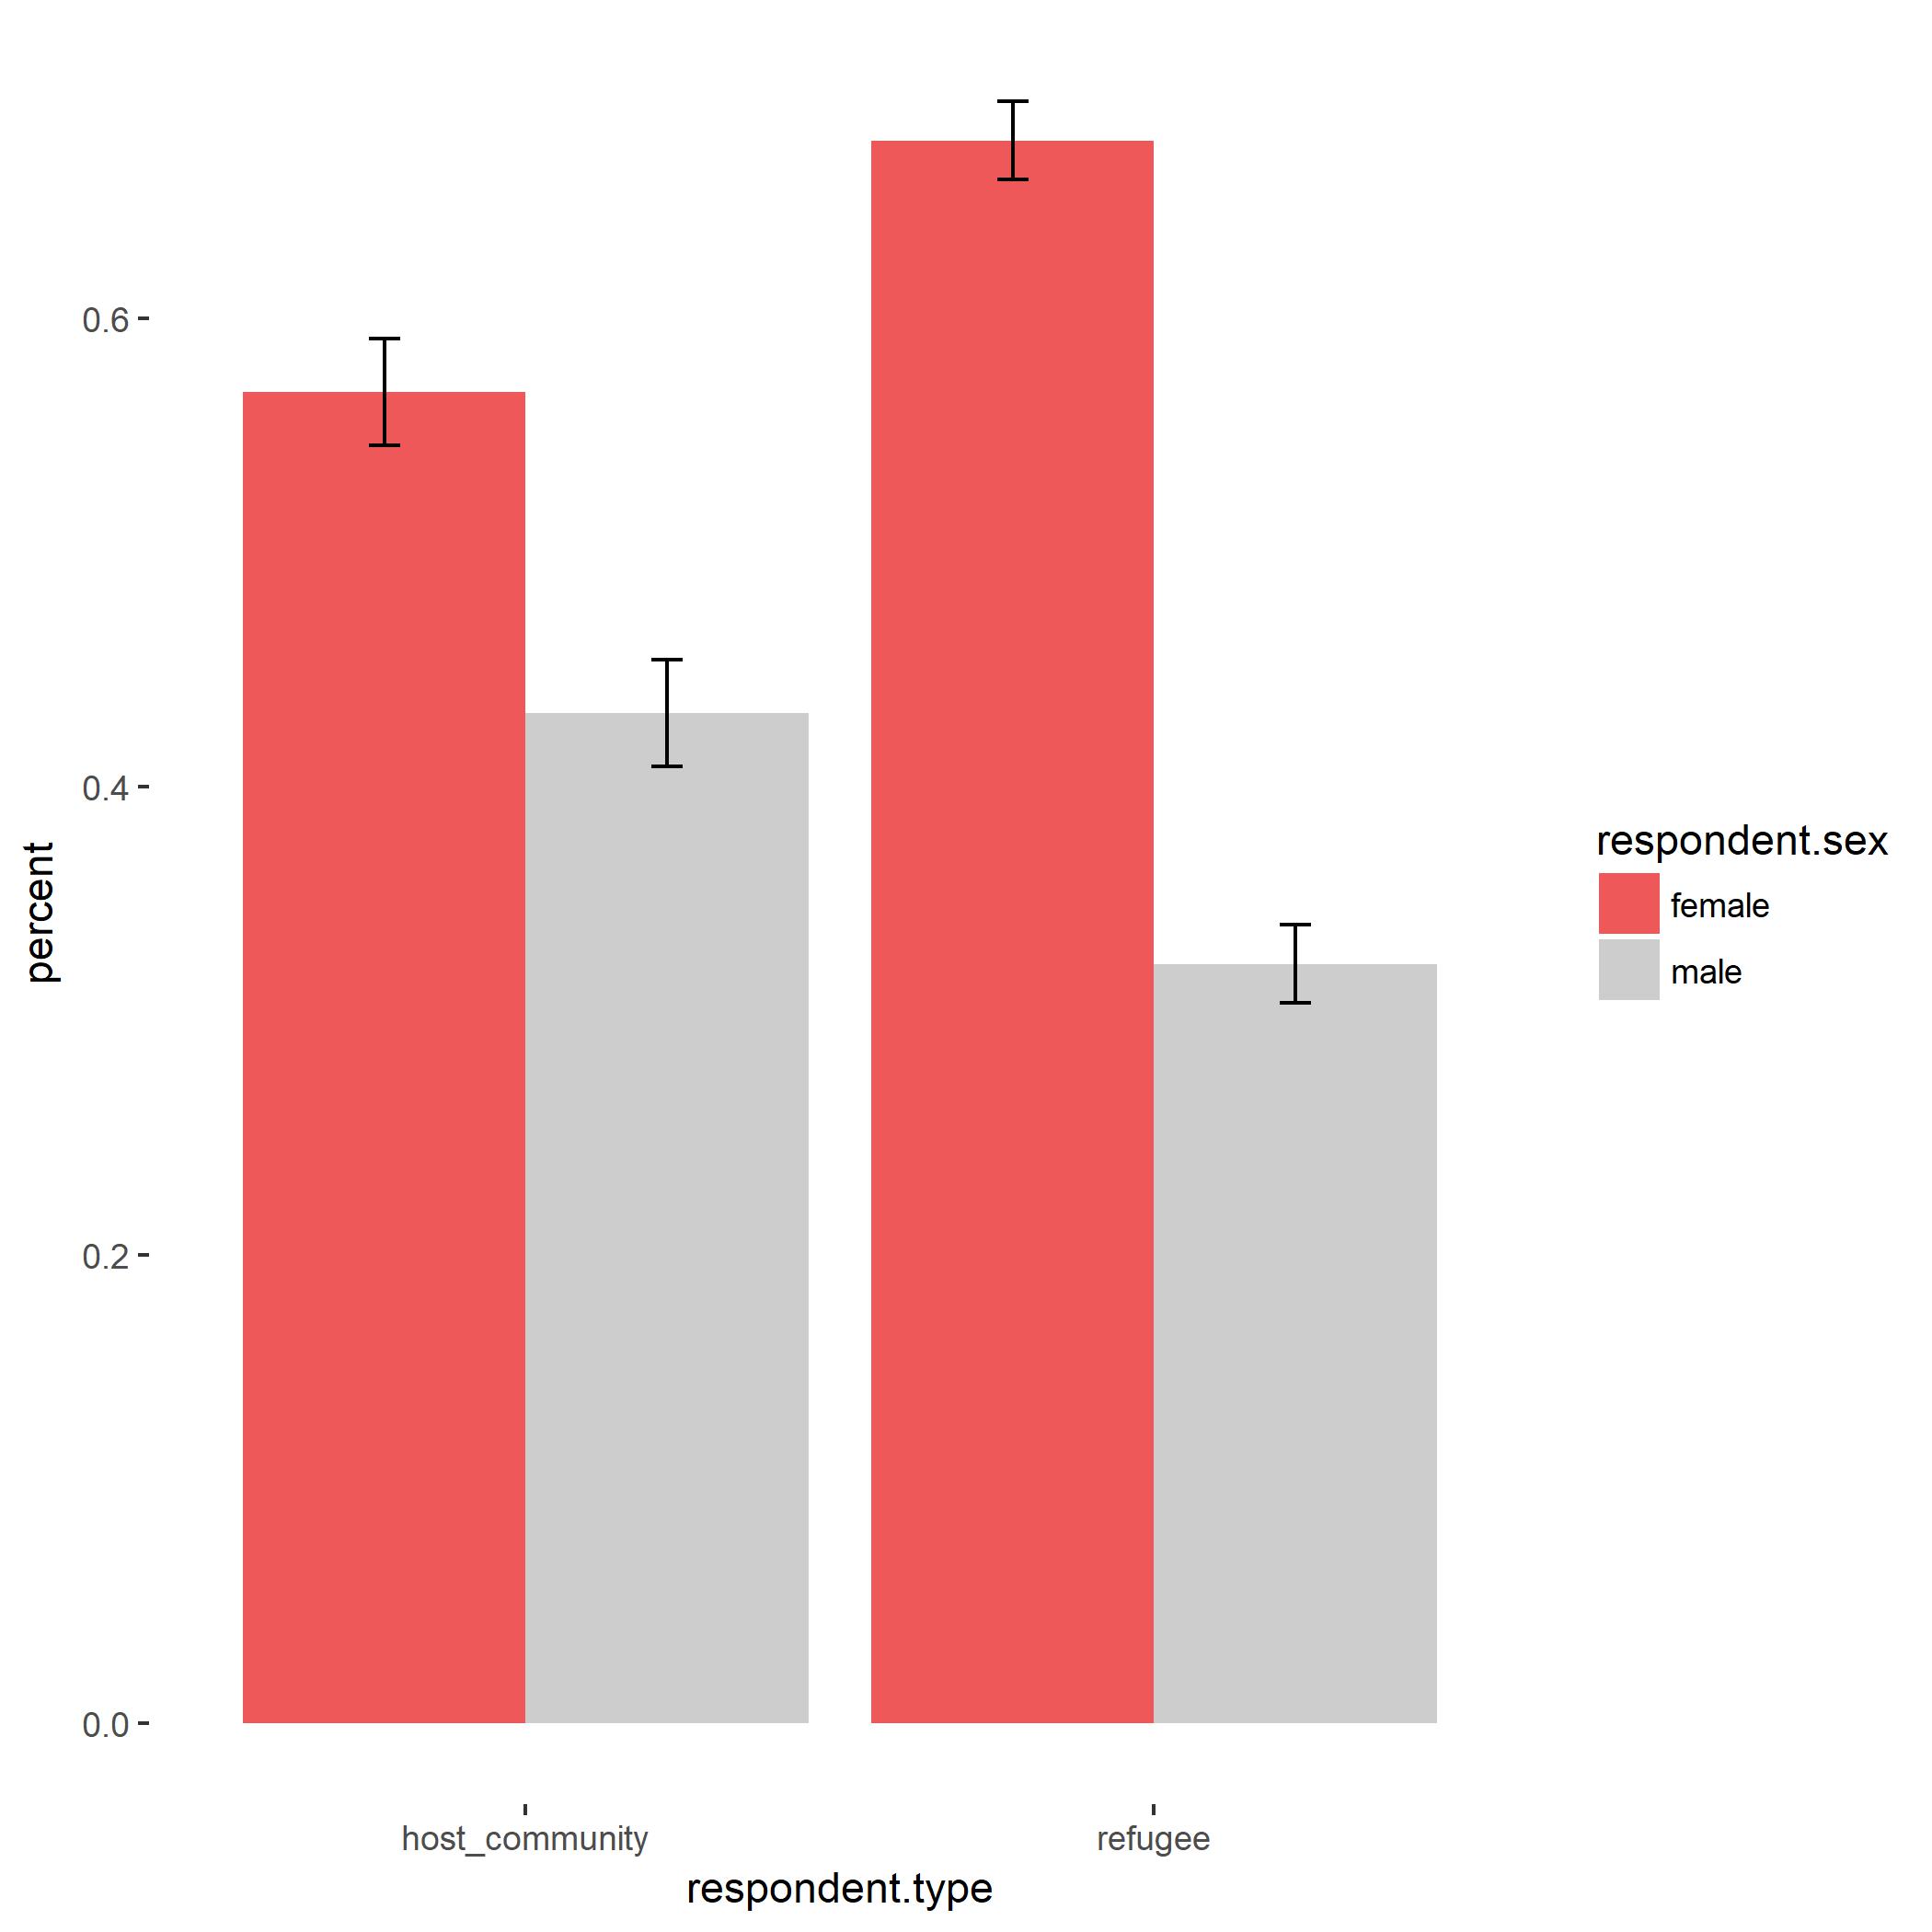 percent
0.6
0.4
0.2
0.0
host_community
refugee
respondent.type
respondent.sex
female
male